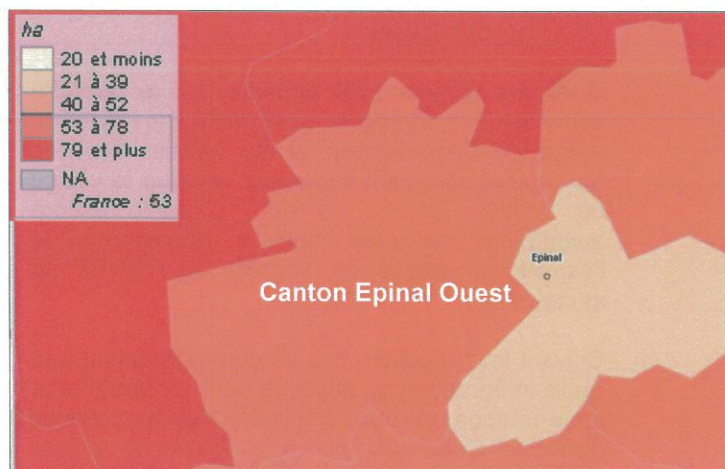 ha
20 et moins
21 à 39
40 à 52
53 à 78
79 et plus
NA
France : 53
Epinal
Canton Epinal Ouest